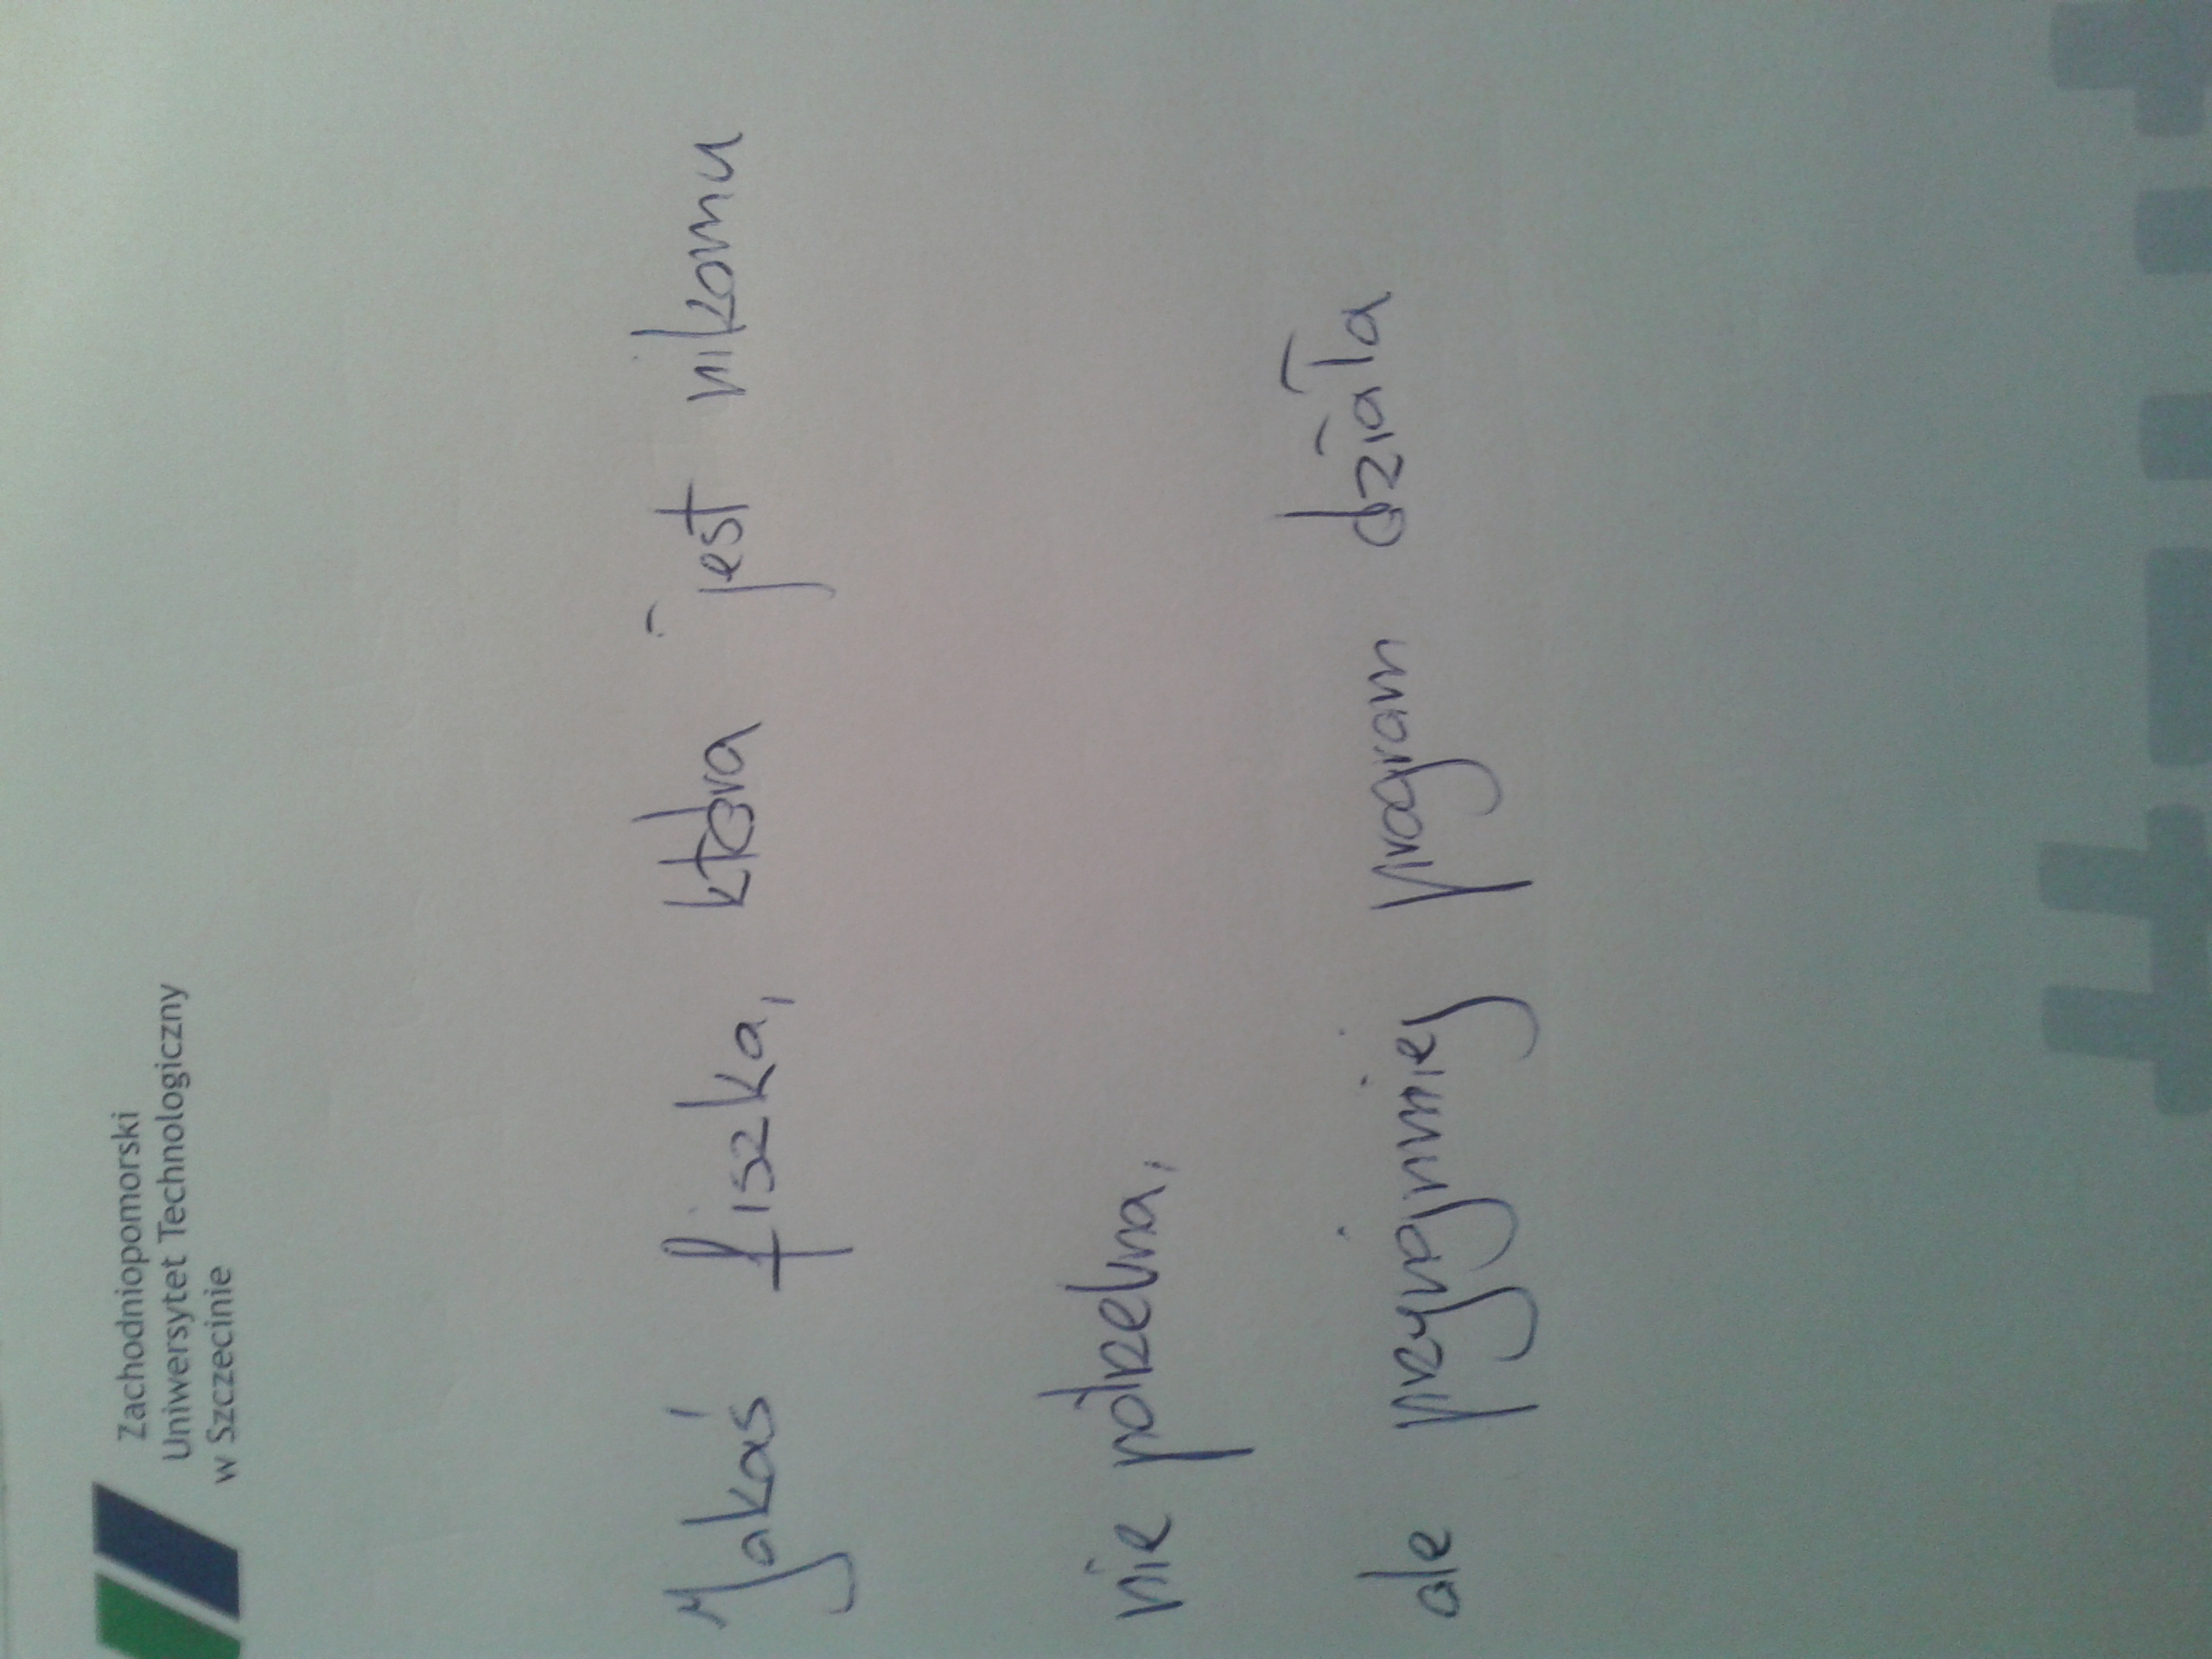 Zachodniopomorski
Uniwersytet Technologiczny
w Szczecinie
Jakaś fiszka, która jest nikomu
nie potrzebna,
ale przynajmniej program działa